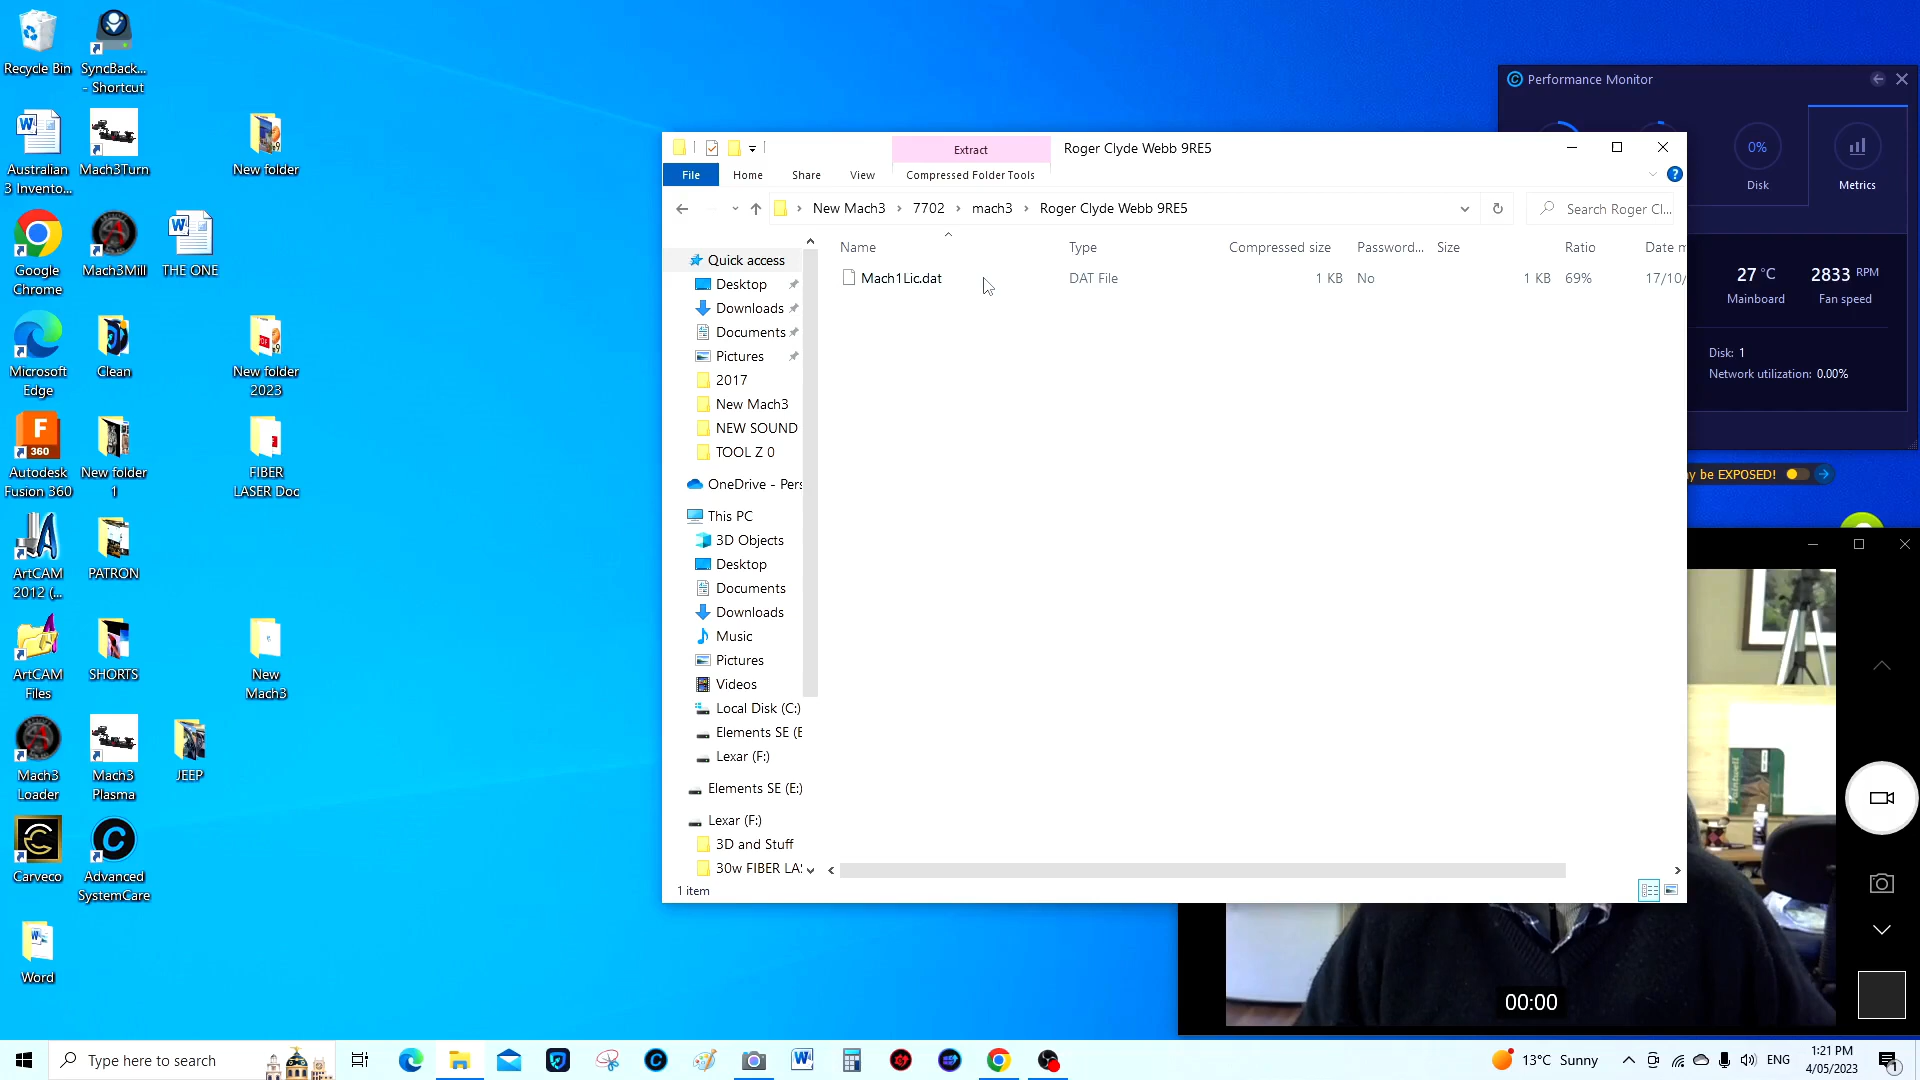 Recycle Bin
SyncBack...
- Shortcut
Australian
3 Invento...
Mach3Turn
New folder
Google
Chrome
Mach3Mill
THE ONE
Microsoft
Edge
Clean
New folder
2023
Autodesk
Fusion 360
New folder
1
FIBER
LASER Doc
ArtCAM
2012 (...
PATRON
ArtCAM
Files
SHORTS
New
Mach3
Mach3
Loader
Mach3
Plasma
JEEP
Carveco
Advanced
SystemCare
Word
Extract
Roger Clyde Webb 9RE5
File
Home
Share
View
Compressed Folder Tools
New Mach3 > 7702 > mach3 > Roger Clyde Webb 9RE5
Search Roger Cl...
Name
Type
Compressed size
Password...
Size
Ratio
Date m
Mach1Lic.dat
DAT File
1 KB
No
1 KB
69%
17/10/
Quick access
Desktop
Downloads
Documents
Pictures
2017
New Mach3
NEW SOUND
TOOL Z 0
OneDrive - Pers
This PC
3D Objects
Desktop
Documents
Downloads
Music
Pictures
Videos
Local Disk (C:)
Elements SE (E
Lexar (F:)
Elements SE (E:)
Lexar (F:)
3D and Stuff
30w FIBER LAS
1 item
Performance Monitor
0%
Disk
Metrics
27 °C
Mainboard
2833 RPM
Fan speed
Disk: 1
Network utilization: 0.00%
ay be EXPOSED!
00:00
Type here to search
13°C Sunny
ENG
1:21 PM
4/05/2023
1